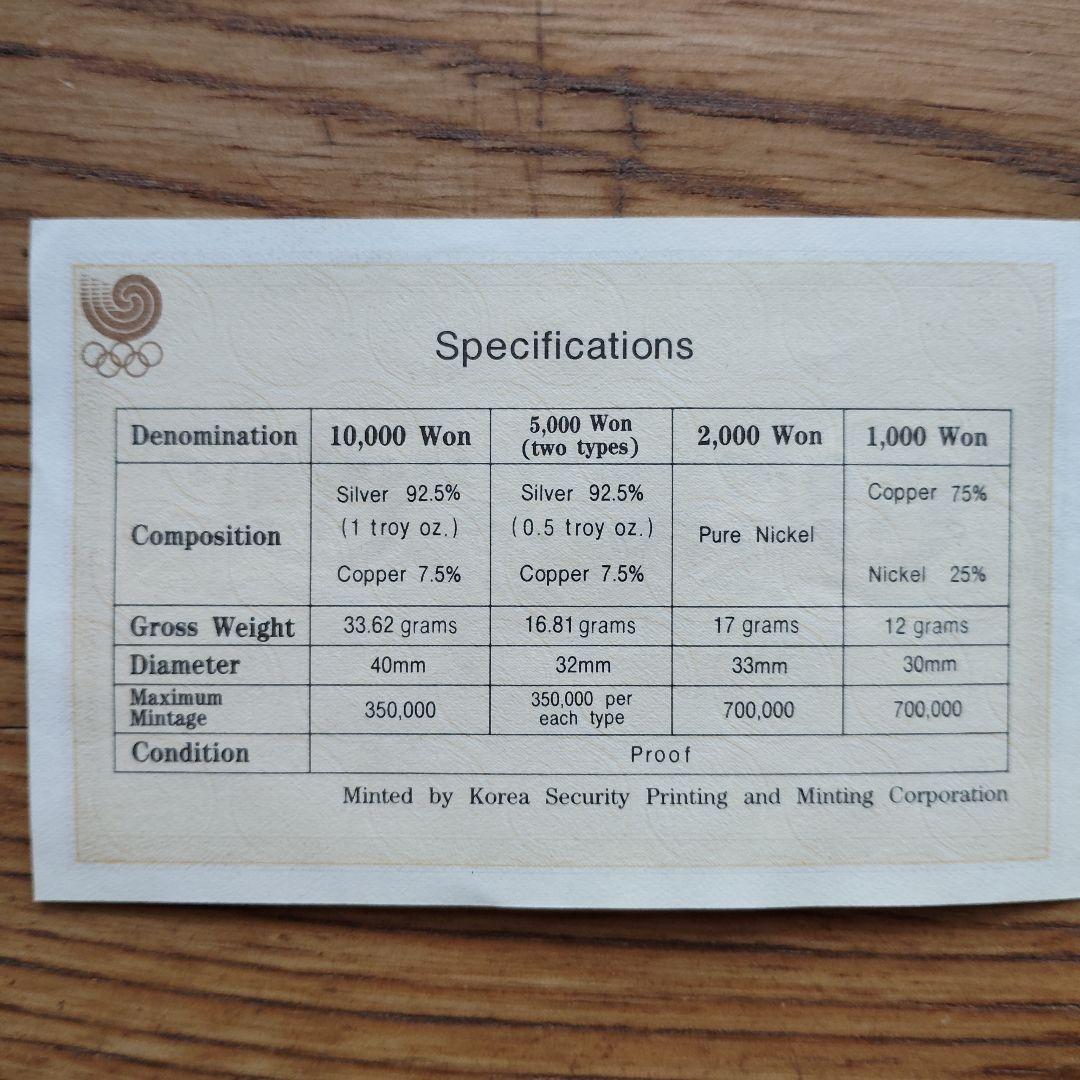 Specifications
Denomination 10,000 Won 5,000 Won (two types) 2,000 Won 1,000 Won
Composition Silver 92.5% (1 troy oz.) Copper 7.5% Silver 92.5% (0.5 troy oz.) Copper 7.5% Pure Nickel Copper 75% Nickel 25%
Gross Weight 33.62 grams 16.81 grams 17 grams 12 grams
Diameter 40mm 32mm 33mm 30mm
Maximum Mintage 350,000 350,000 per each type 700,000 700,000
Condition Proof
Minted by Korea Security Printing and Minting Corporation